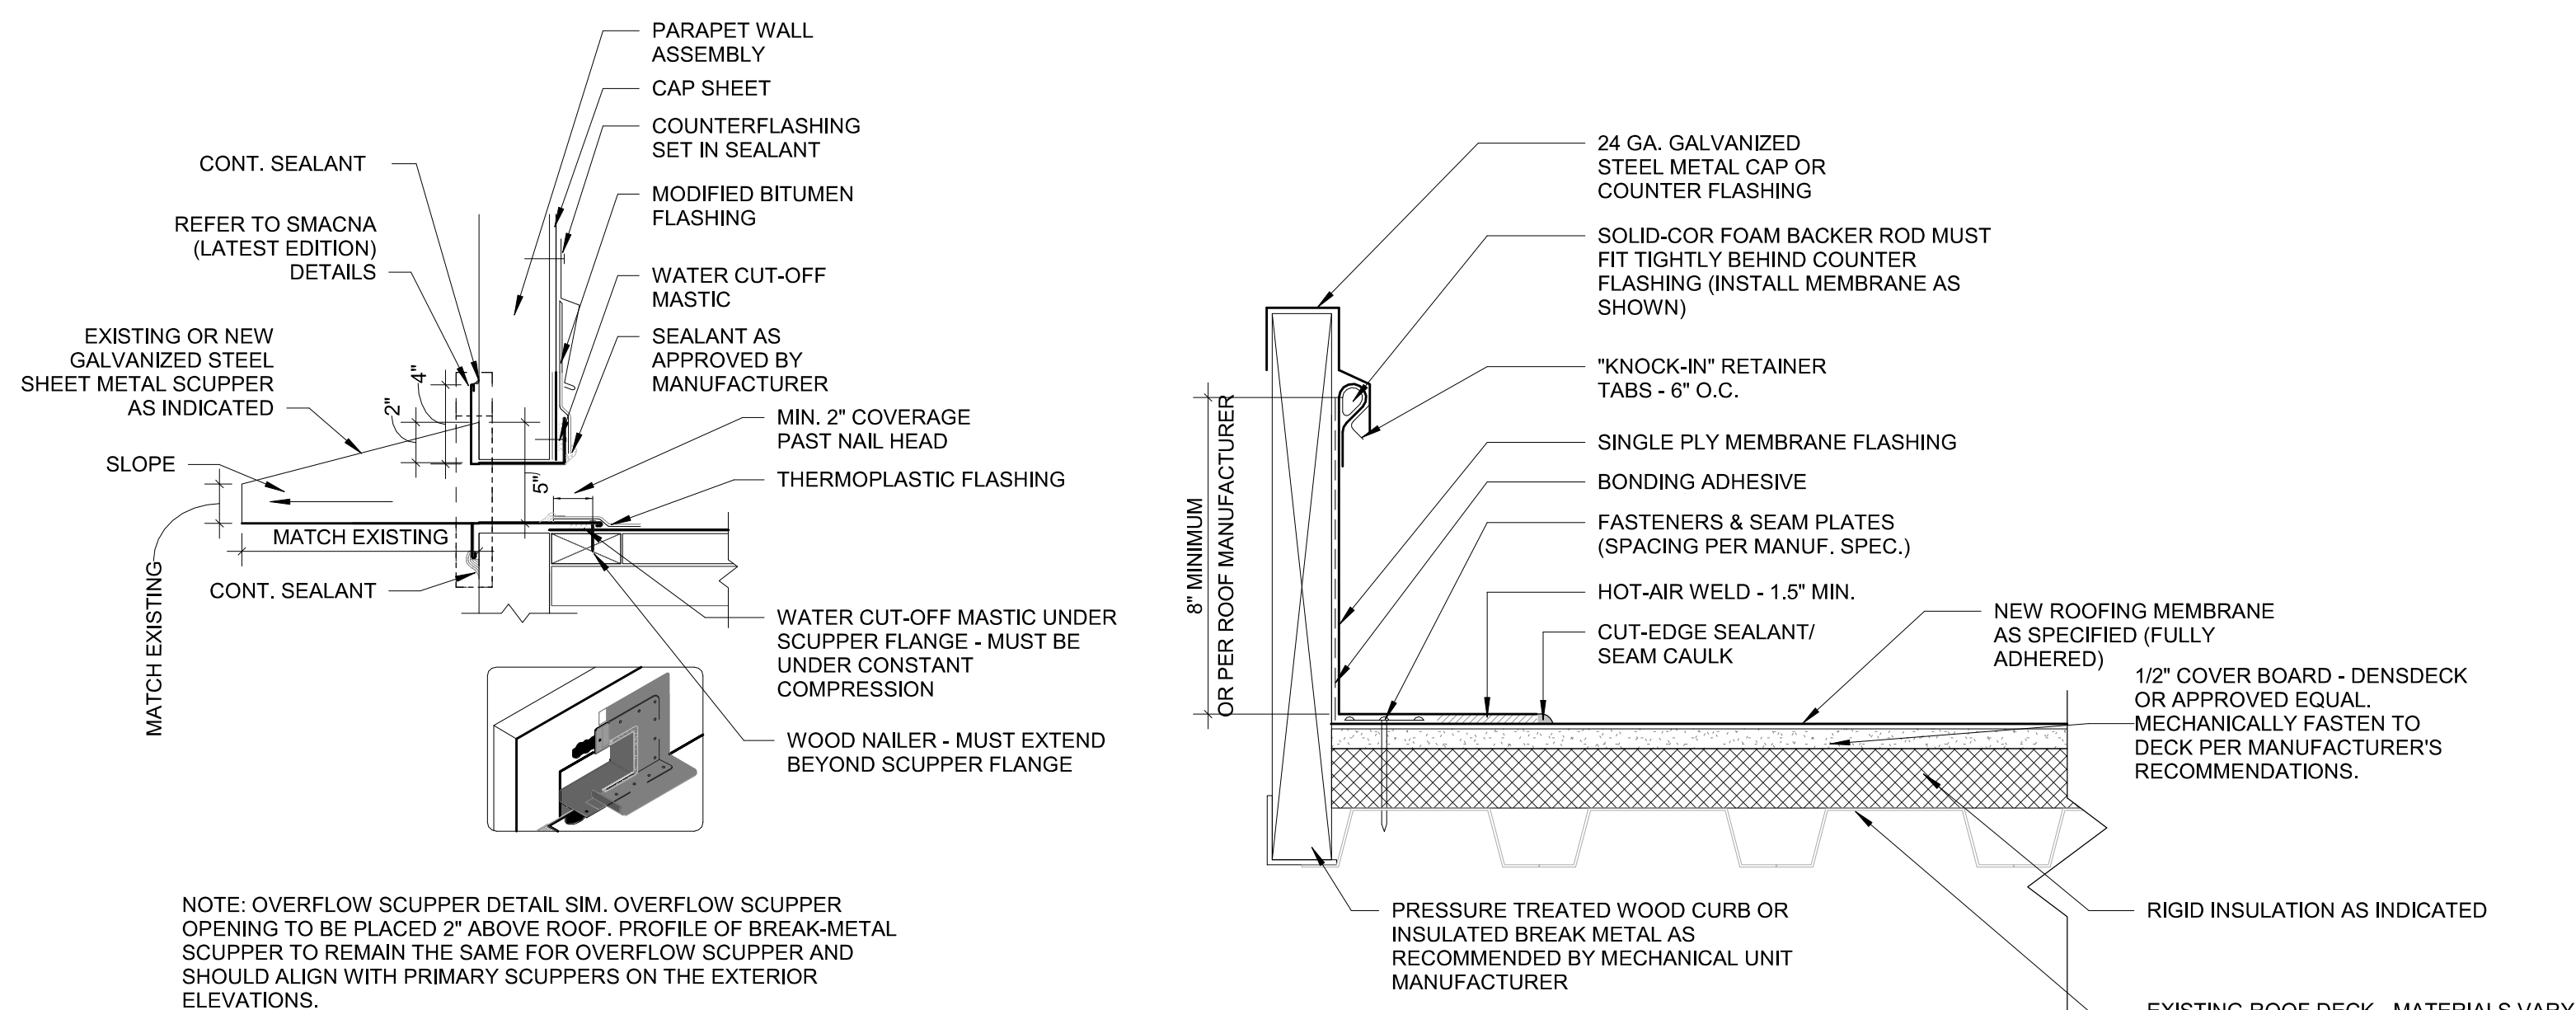 PARAPET WALL
ASSEMBLY
CAP SHEET
COUNTERFLASHING
SET IN SEALANT
MODIFIED BITUMEN
FLASHING
WATER CUT-OFF
MASTIC
SEALANT AS
APPROVED BY
MANUFACTURER
MIN. 2" COVERAGE
PAST NAIL HEAD
THERMOPLASTIC FLASHING
CONT. SEALANT
REFER TO SMACNA
(LATEST EDITION)
DETAILS
EXISTING OR NEW
GALVANIZED STEEL
SHEET METAL SCUPPER
AS INDICATED
SLOPE
4"
2"
5"
MATCH EXISTING
MATCH EXISTING
CONT. SEALANT
WATER CUT-OFF MASTIC UNDER
SCUPPER FLANGE - MUST BE
UNDER CONSTANT
COMPRESSION
WOOD NAILER - MUST EXTEND
BEYOND SCUPPER FLANGE
NOTE: OVERFLOW SCUPPER DETAIL SIM. OVERFLOW SCUPPER
OPENING TO BE PLACED 2" ABOVE ROOF. PROFILE OF BREAK-METAL
SCUPPER TO REMAIN THE SAME FOR OVERFLOW SCUPPER AND
SHOULD ALIGN WITH PRIMARY SCUPPERS ON THE EXTERIOR
ELEVATIONS.
24 GA. GALVANIZED
STEEL METAL CAP OR
COUNTER FLASHING
SOLID-COR FOAM BACKER ROD MUST
FIT TIGHTLY BEHIND COUNTER
FLASHING (INSTALL MEMBRANE AS
SHOWN)
"KNOCK-IN" RETAINER
TABS - 6" O.C.
SINGLE PLY MEMBRANE FLASHING
BONDING ADHESIVE
FASTENERS & SEAM PLATES
(SPACING PER MANUF. SPEC.)
HOT-AIR WELD - 1.5" MIN.
CUT-EDGE SEALANT/
SEAM CAULK
8" MINIMUM
OR PER ROOF MANUFACTURER
NEW ROOFING MEMBRANE
AS SPECIFIED (FULLY
ADHERED)
1/2" COVER BOARD - DENSDECK
OR APPROVED EQUAL.
MECHANICALLY FASTEN TO
DECK PER MANUFACTURER'S
RECOMMENDATIONS.
PRESSURE TREATED WOOD CURB OR
INSULATED BREAK METAL AS
RECOMMENDED BY MECHANICAL UNIT
MANUFACTURER
RIGID INSULATION AS INDICATED
EXISTING ROOF DECK - MATERIALS VARY